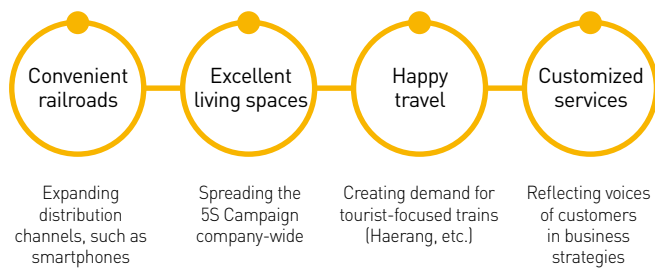 Convenient
railroads
Excellent
living spaces
Happy
travel
Customized
services
Expanding
distribution
channels, such as
smartphones
Spreading the
5S Campaign
company-wide
Creating demand for
tourist-focused trains
(Haerang, etc.)
Reflecting voices
of customers
in business
strategies